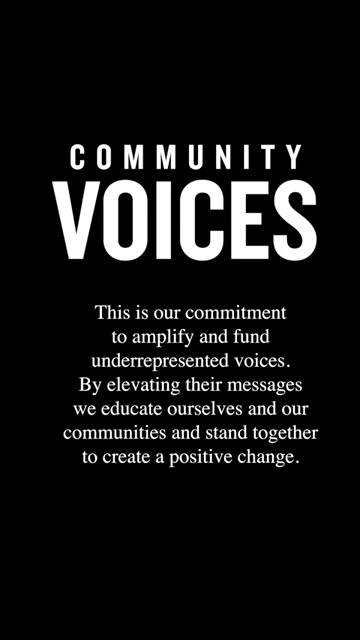 COMMUNITY
VOICES
This is our commitment
to amplify and fund
underrepresented voices.
By elevating their messages
we educate ourselves and our
communities and stand together
to create a positive change.